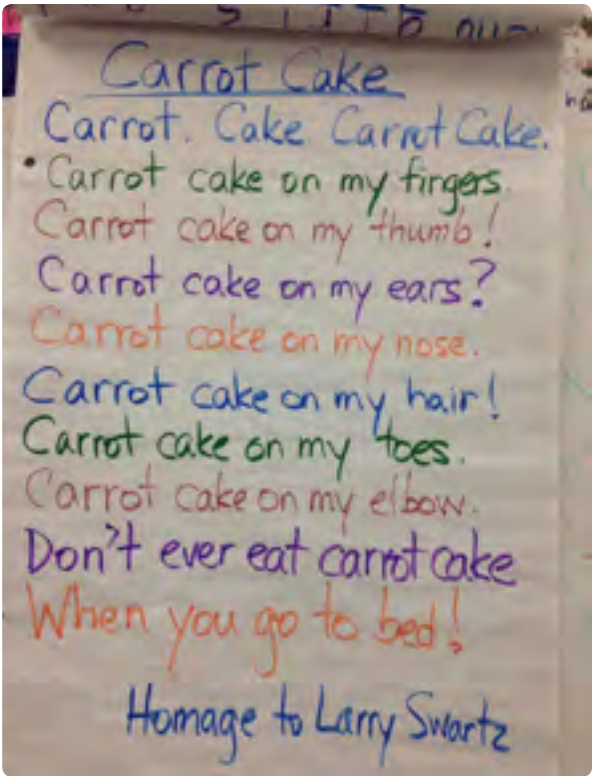 Carrot Cake
Carrot. Cake. Carrot Cake.
• Carrot cake on my fingers.
Carrot cake on my thumb!
Carrot cake on my ears?
Carrot cake on my nose.
Carrot cake on my hair!
Carrot cake on my toes.
Carrot cake on my elbow.
Don't ever eat carrot cake
When you go to bed!
Homage to Larry Swartz